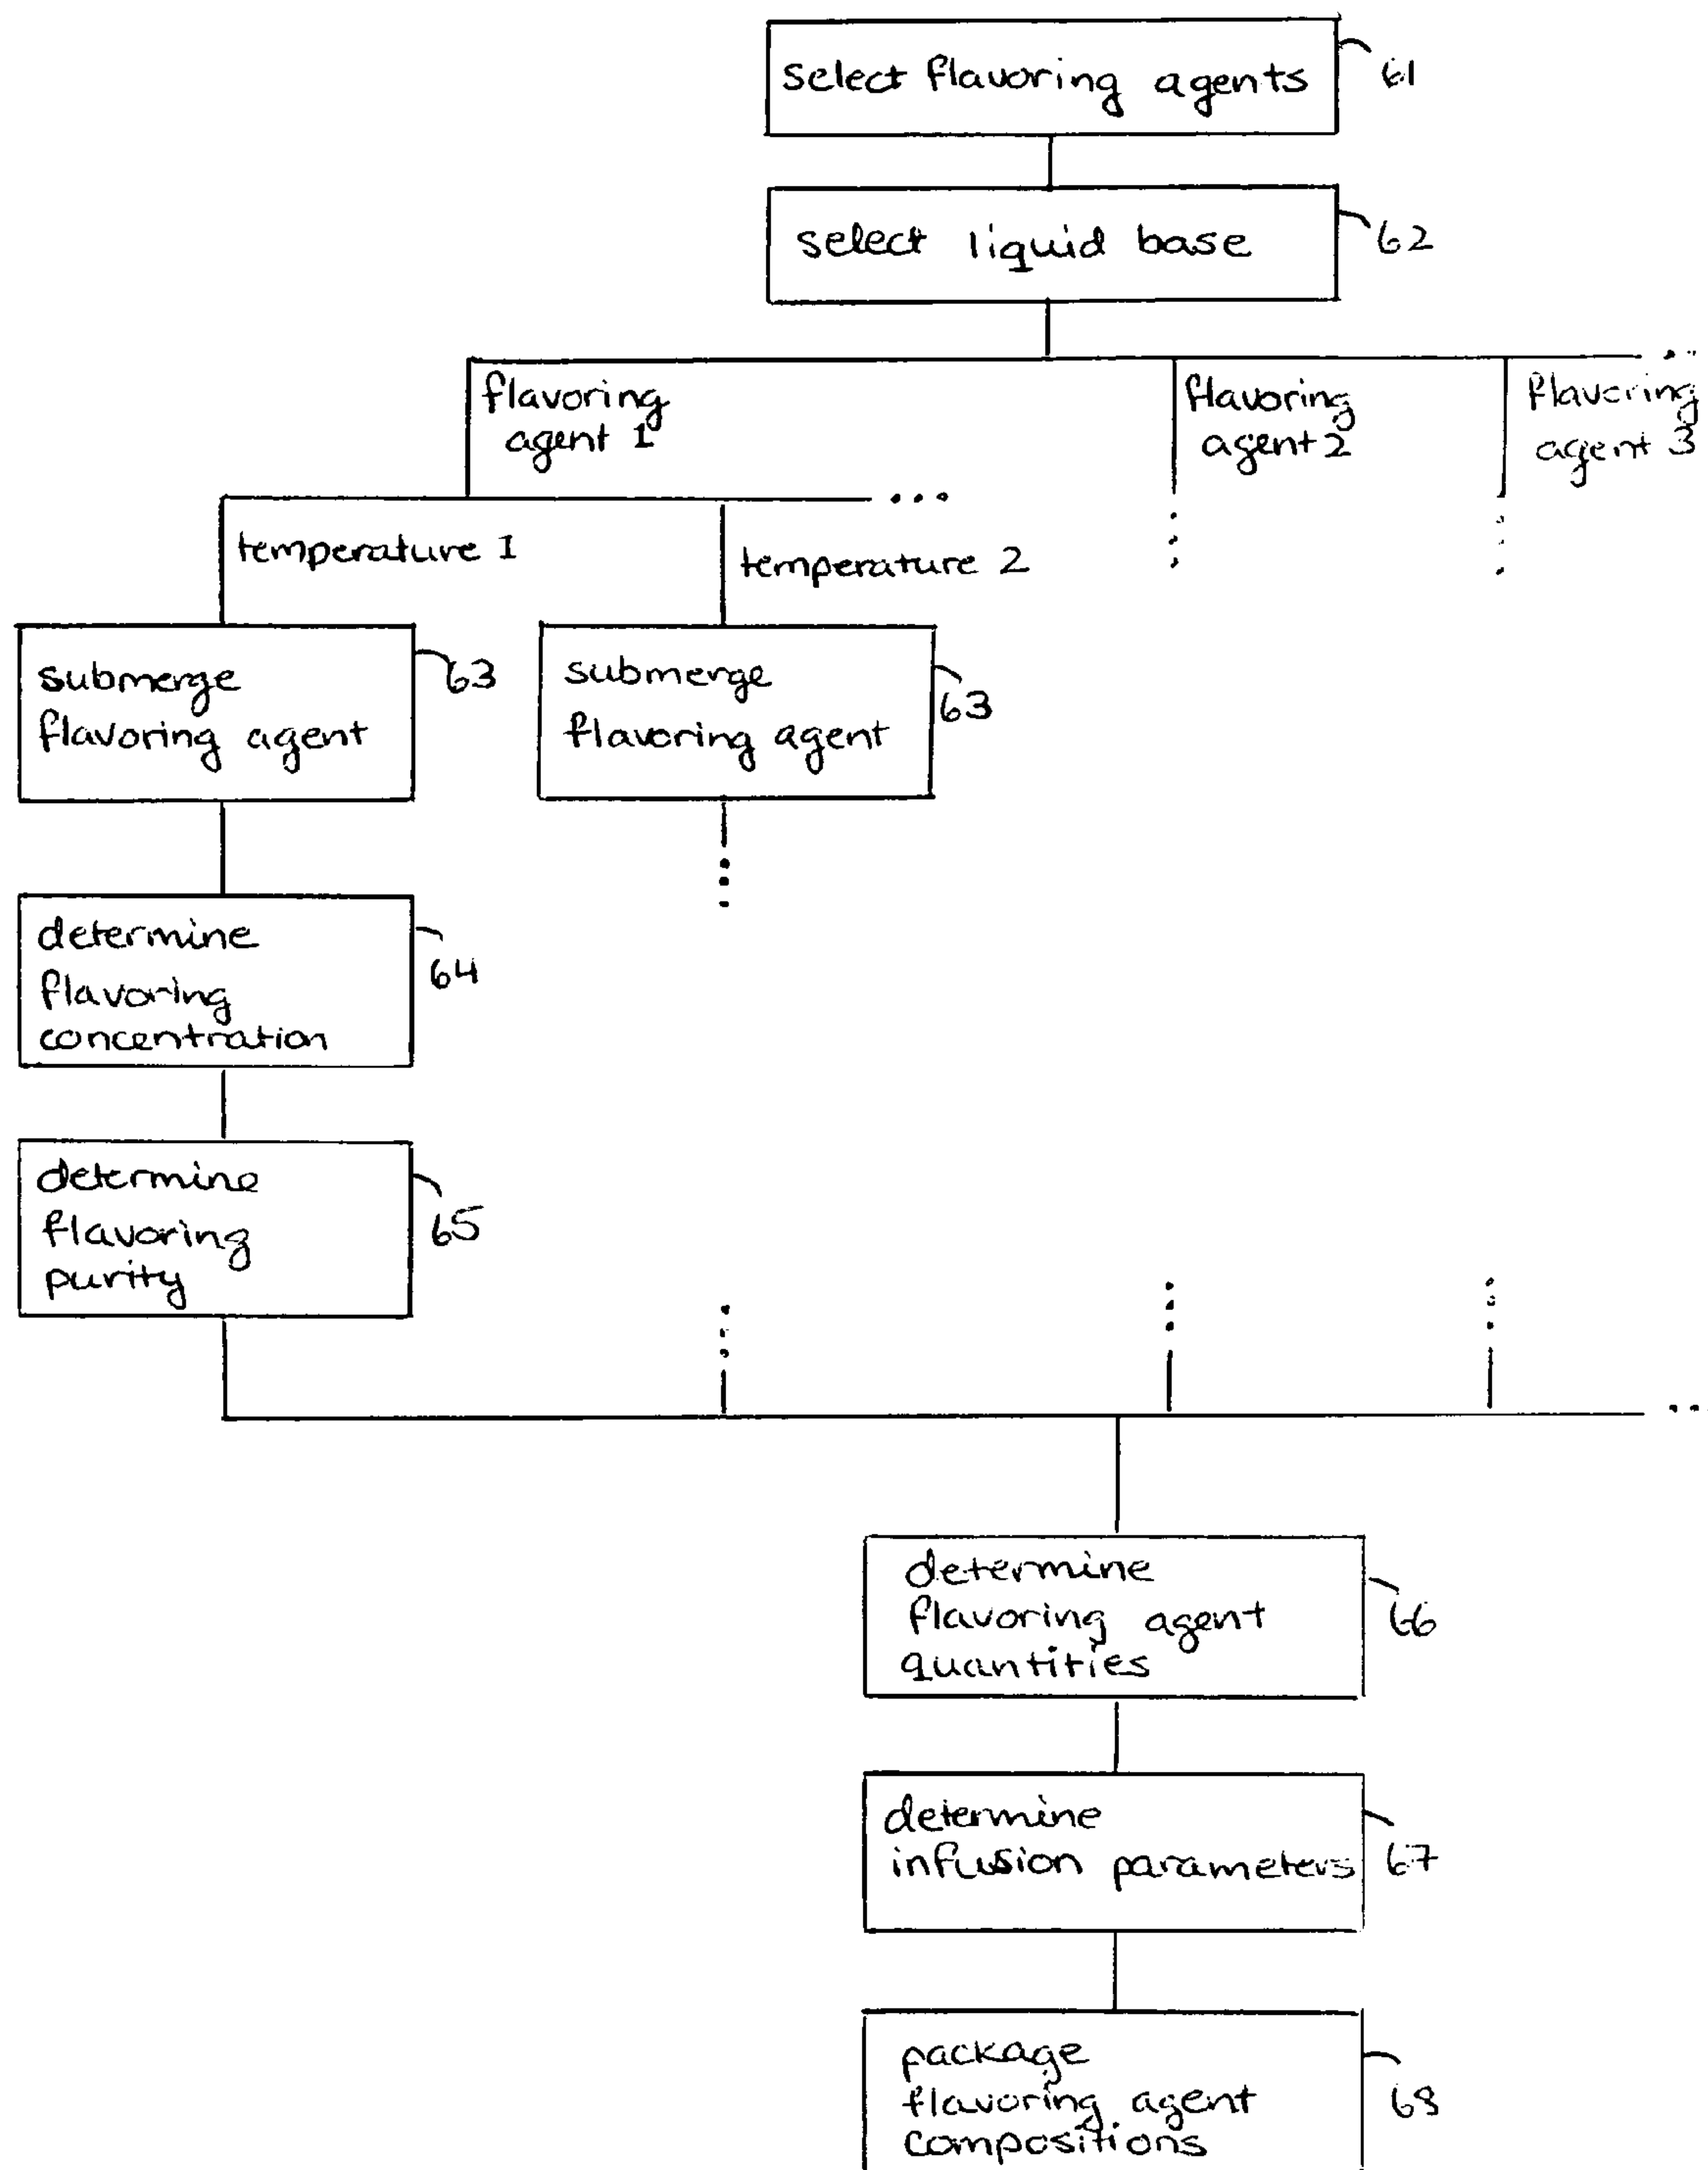 select flavoring agents
61
select liquid base
62
flavoring
agent 1
flavoring
agent 2
flavoring
agent 3
temperature 1
temperature 2
submerge
flavoring agent
63
submerge
flavoring agent
63
determine
flavoring
concentration
64
determine
flavoring
purity
65
determine
flavoring agent
quantities
66
determine
infusion parameters
67
package
flavoring agent
compositions
68